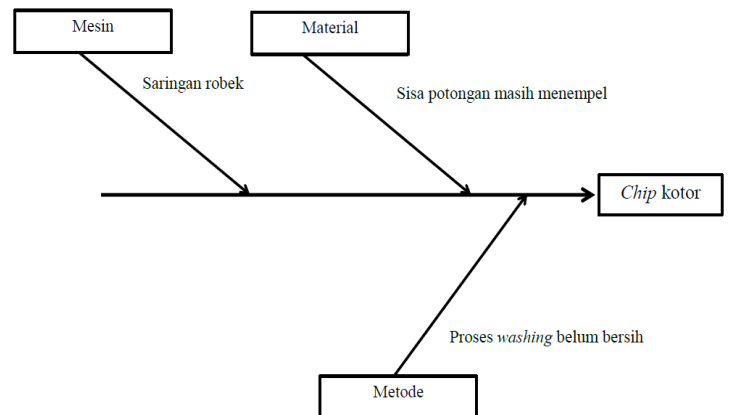 Mesin
Material
Saringan robek
Sisa potongan masih menempel
Chip kotor
Proses washing belum bersih
Metode